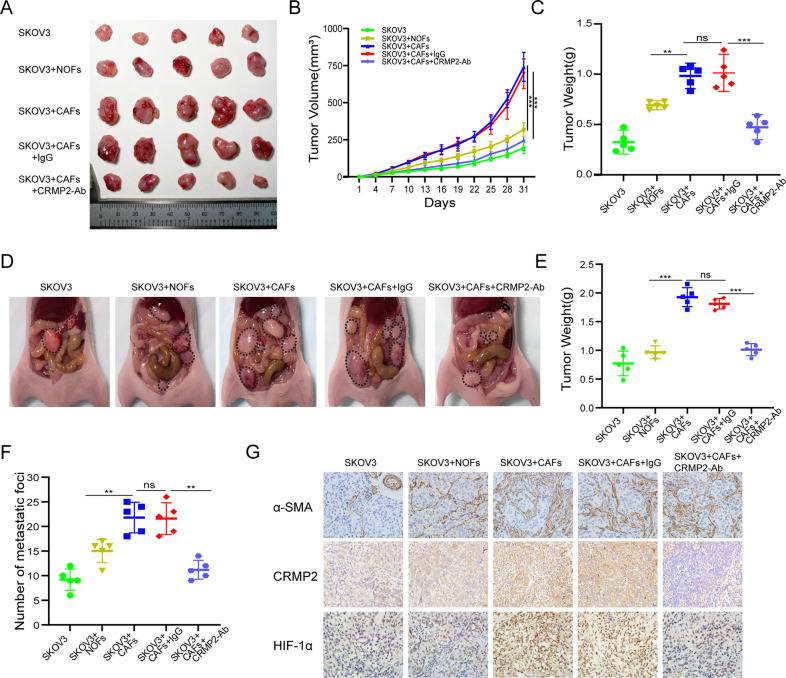 A
SKOV3
SKOV3+NOFs
SKOV3+CAFs
SKOV3+CAFs
+IgG
SKOV3+CAFs
+CRMP2-Ab
B
SKOV3
SKOV3+NOFs
SKOV3+CAFs
SKOV3+CAFS+IgG
SKOV3+CAFS+CRMP2-Ab
Tumor Volume(mm³)
1000
750
500
250
0
1 4 7 10 13 16 19 22 25 28 31
Days
***
***
C
Tumor Weight(g)
1.5
1.0
0.5
0.0
** ns ***
SKOV3
SKOV3+
NOFs
SKOV3+
CAFs
SKOV3+
CAFs+IgG
SKOV3+
CAFs+
CRMP2-Ab
D
SKOV3
SKOV3+NOFs
SKOV3+CAFs
SKOV3+CAFs+IgG
SKOV3+CAFs+CRMP2-Ab
E
Tumor Weight(g)
2.5
2.0
1.5
1.0
0.5
0.0
*** ns ***
SKOV3
SKOV3+
NOFs
SKOV3+
CAFs
SKOV3+
CAFs+IgG
SKOV3+
CAFs+
CRMP2-Ab
F
Number of metastatic foci
30
25
20
15
10
5
0
** ns **
SKOV3
SKOV3+
NOFs
SKOV3+
CAFs
SKOV3+
CAFs+IgG
SKOV3+
CAFs+
CRMP2-Ab
G
SKOV3
SKOV3+NOFs
SKOV3+CAFs
SKOV3+CAFs+IgG
SKOV3+CAFs+
CRMP2-Ab
α-SMA
CRMP2
HIF-1α